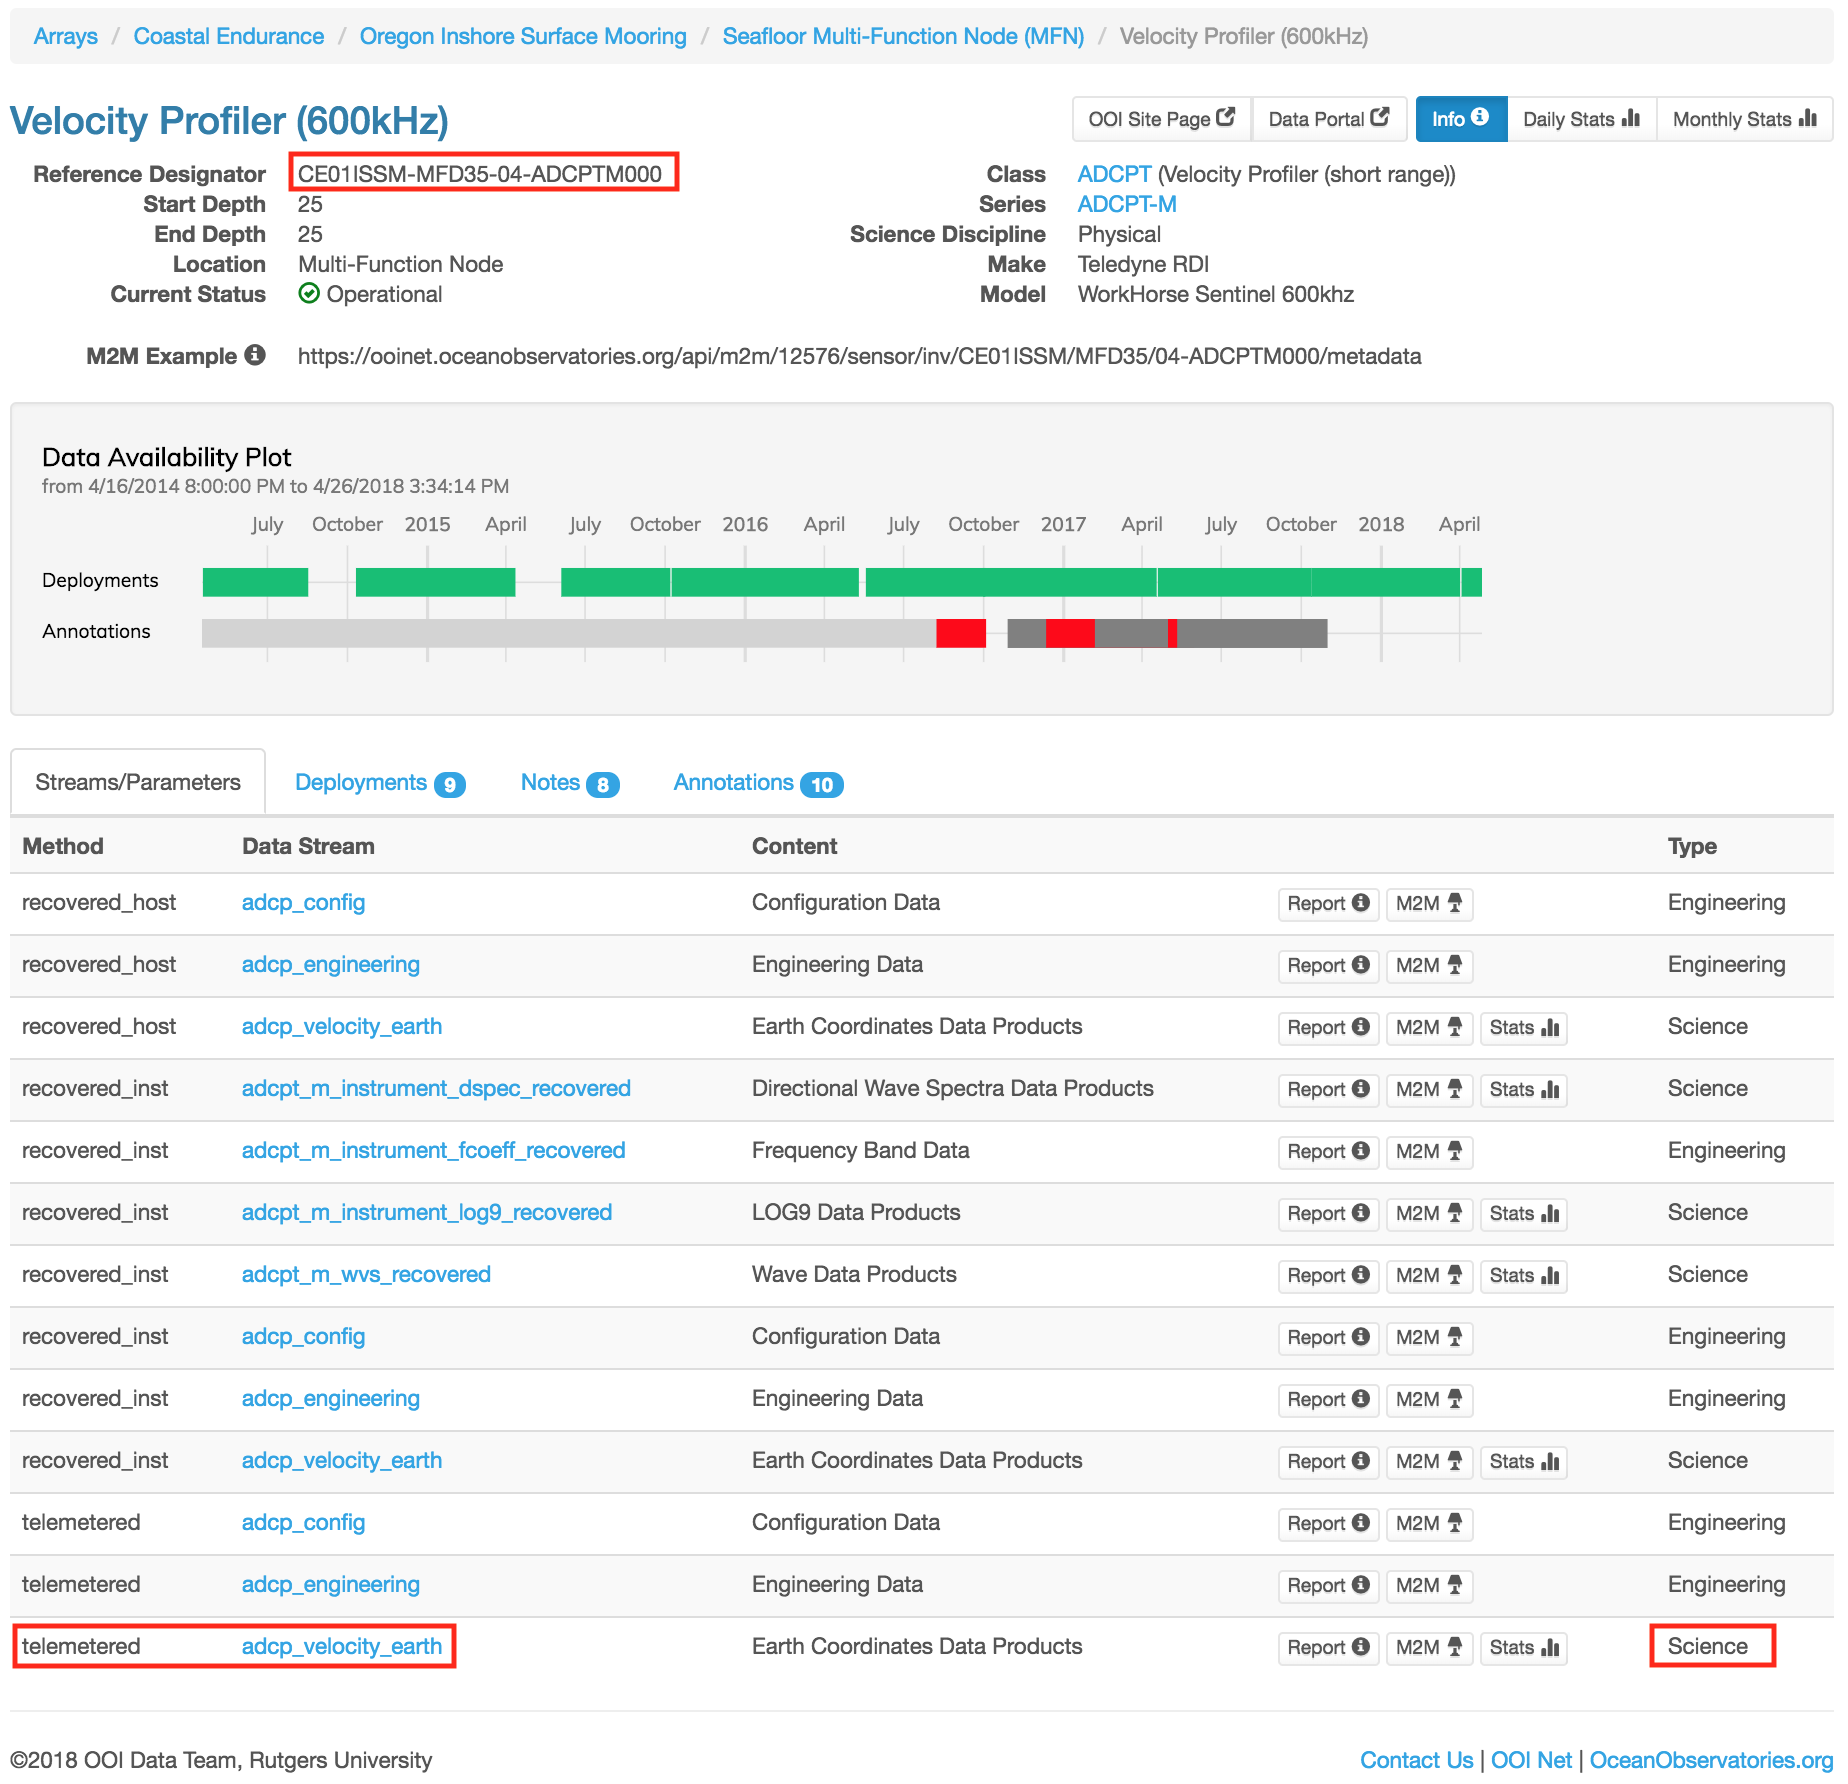 Arrays / Coastal Endurance / Oregon Inshore Surface Mooring / Seafloor Multi-Function Node (MFN) / Velocity Profiler (600kHz)
Velocity Profiler (600kHz)
OOI Site Page Data Portal Info Daily Stats Monthly Stats
Reference Designator CE01ISSM-MFD35-04-ADCPTM000 Class ADCPT (Velocity Profiler (short range))
Start Depth 25 Series ADCPT-M
End Depth 25 Science Discipline Physical
Location Multi-Function Node Make Teledyne RDI
Current Status Operational Model WorkHorse Sentinel 600khz
M2M Example https://ooinet.oceanobservatories.org/api/m2m/12576/sensor/inv/CE01ISSM/MFD35/04-ADCPTM000/metadata
Data Availability Plot
from 4/16/2014 8:00:00 PM to 4/26/2018 3:34:14 PM
July October 2015 April July October 2016 April July October 2017 April July October 2018 April
Deployments
Annotations
Streams/Parameters Deployments 9 Notes 8 Annotations 10
Method Data Stream Content Type
recovered_host adcp_config Configuration Data Report M2M Engineering
recovered_host adcp_engineering Engineering Data Report M2M Engineering
recovered_host adcp_velocity_earth Earth Coordinates Data Products Report M2M Stats Science
recovered_inst adcpt_m_instrument_dspec_recovered Directional Wave Spectra Data Products Report M2M Stats Science
recovered_inst adcpt_m_instrument_fcoeff_recovered Frequency Band Data Report M2M Engineering
recovered_inst adcpt_m_instrument_log9_recovered LOG9 Data Products Report M2M Stats Science
recovered_inst adcpt_m_wvs_recovered Wave Data Products Report M2M Stats Science
recovered_inst adcp_config Configuration Data Report M2M Engineering
recovered_inst adcp_engineering Engineering Data Report M2M Engineering
recovered_inst adcp_velocity_earth Earth Coordinates Data Products Report M2M Stats Science
telemetered adcp_config Configuration Data Report M2M Engineering
telemetered adcp_engineering Engineering Data Report M2M Engineering
telemetered adcp_velocity_earth Earth Coordinates Data Products Report M2M Stats Science
©2018 OOI Data Team, Rutgers University Contact Us | OOI Net | OceanObservatories.org